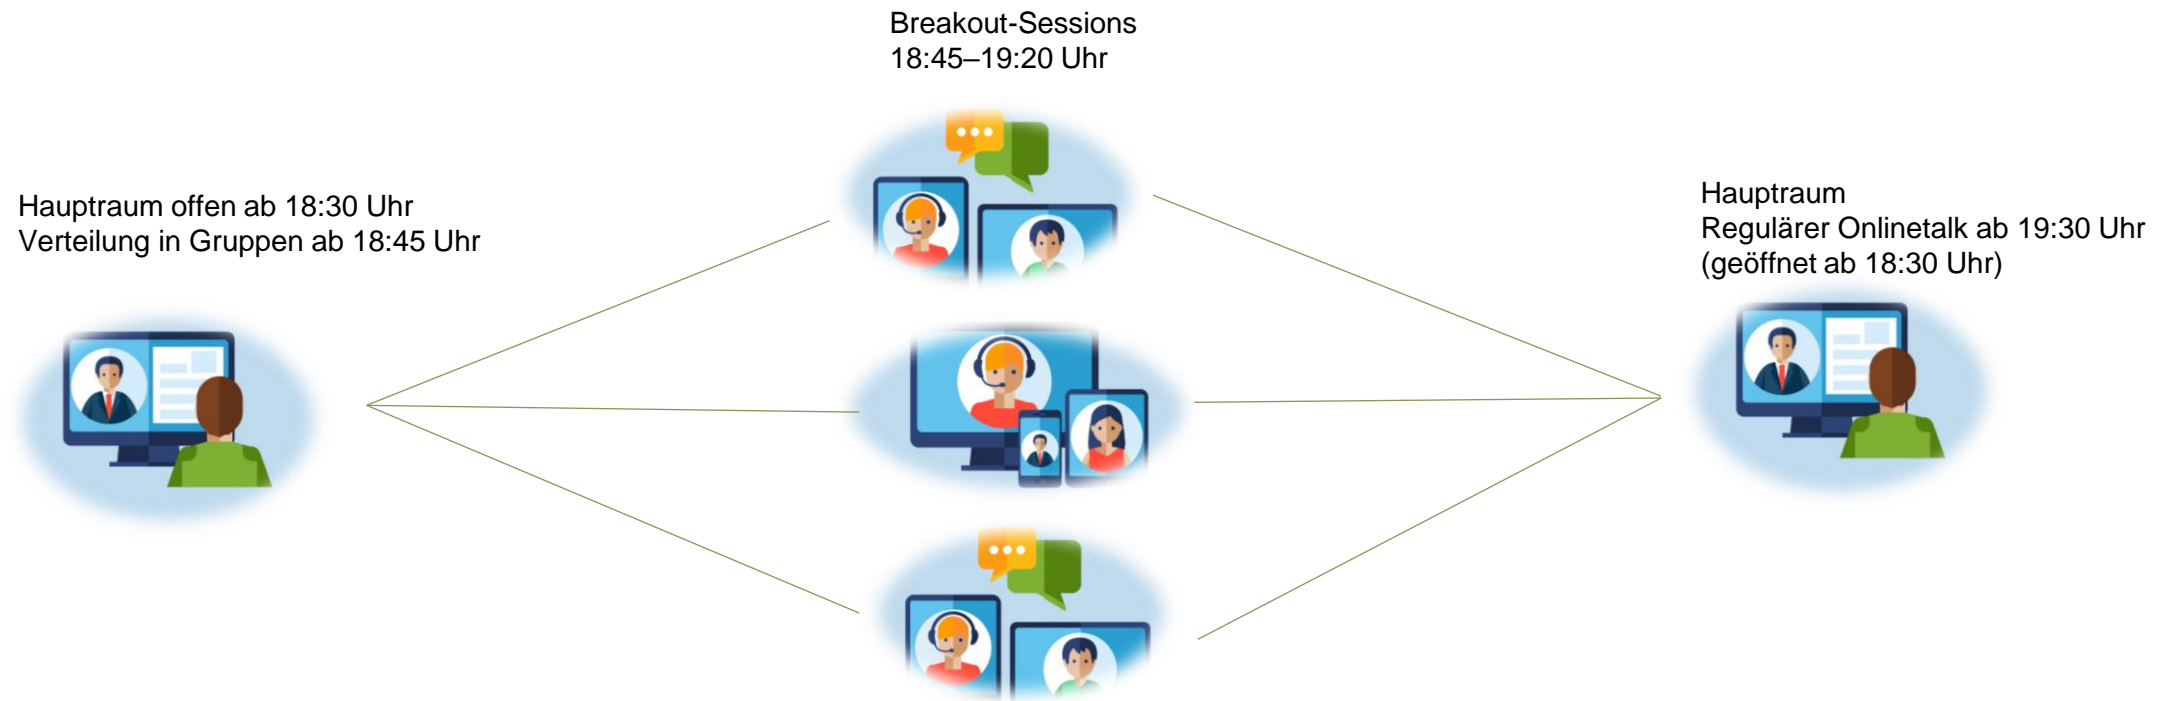 Breakout-Sessions
18:45–19:20 Uhr
Hauptraum offen ab 18:30 Uhr
Verteilung in Gruppen ab 18:45 Uhr
Hauptraum
Regulärer Onlinetalk ab 19:30 Uhr
(geöffnet ab 18:30 Uhr)